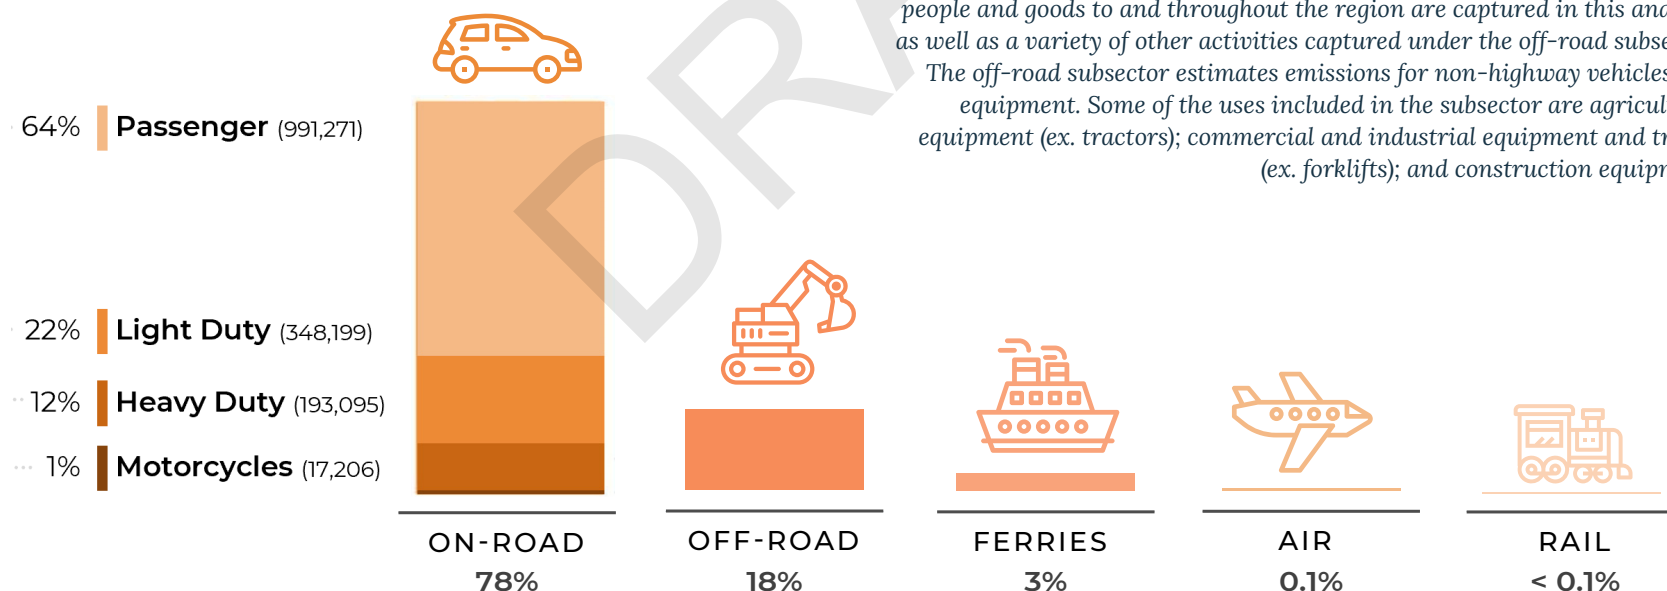 people and goods to and throughout the region are captured in this
as well as a variety of other activities captured under the off-road
The off-road subsector estimates emissions for non-highway vehicles
equipment. Some of the uses included in the subsector are
equipment (ex. tractors); commercial and industrial equipment and
(ex. forklifts); and construction
64% Passenger (991,271)
22% Light Duty (348,199)
12% Heavy Duty (193,095)
1% Motorcycles (17,206)
ON-ROAD
78%
OFF-ROAD
18%
FERRIES
3%
AIR
0.1%
RAIL
< 0.1%